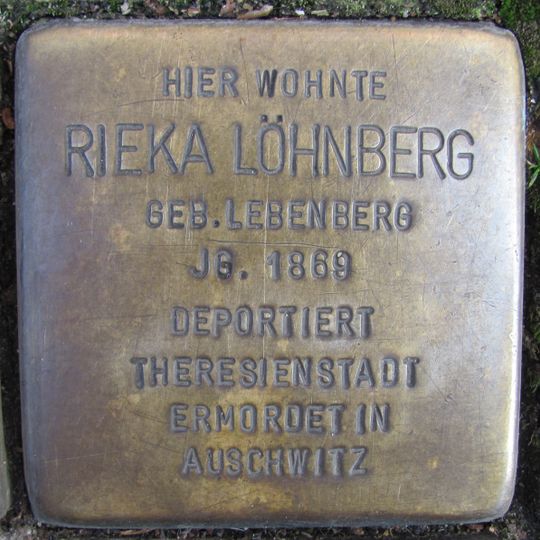 HIER WOHNTE
RIEKA LÖHNBERG
GEB. LEBENBERG
JG. 1869
DEPORTIERT
THERESIENSTADT
ERMORDET IN
AUSCHWITZ